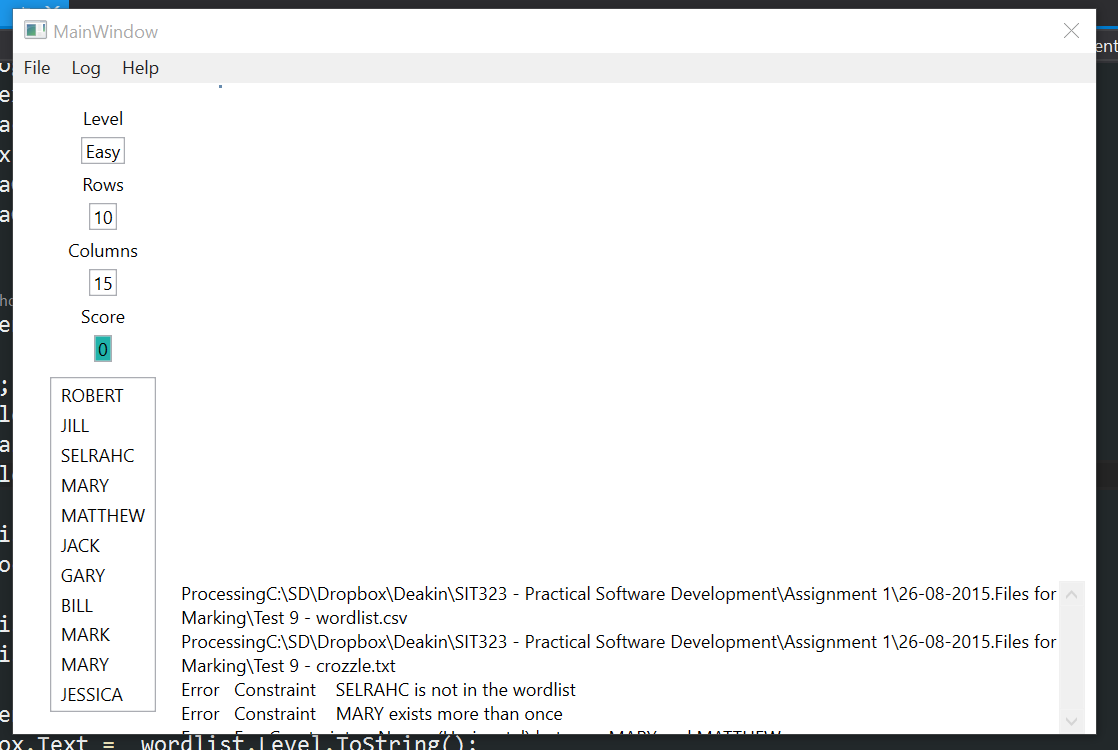 MainWindow
File Log Help
Level
Easy
Rows
10
Columns
15
Score
0
ROBERT
JILL
SELRAHC
MARY
MATTHEW
JACK
GARY
BILL
MARK
MARY
JESSICA
ProcessingC:\SD\Dropbox\Deakin\SIT323 - Practical Software Development\Assignment 1\26-08-2015.Files for
Marking\Test 9 - wordlist.csv
ProcessingC:\SD\Dropbox\Deakin\SIT323 - Practical Software Development\Assignment 1\26-08-2015.Files for
Marking\Test 9 - crozzle.txt
Error Constraint SELRAHC is not in the wordlist
Error Constraint MARY exists more than once
ox.Text = _wordlist.Level.ToString();